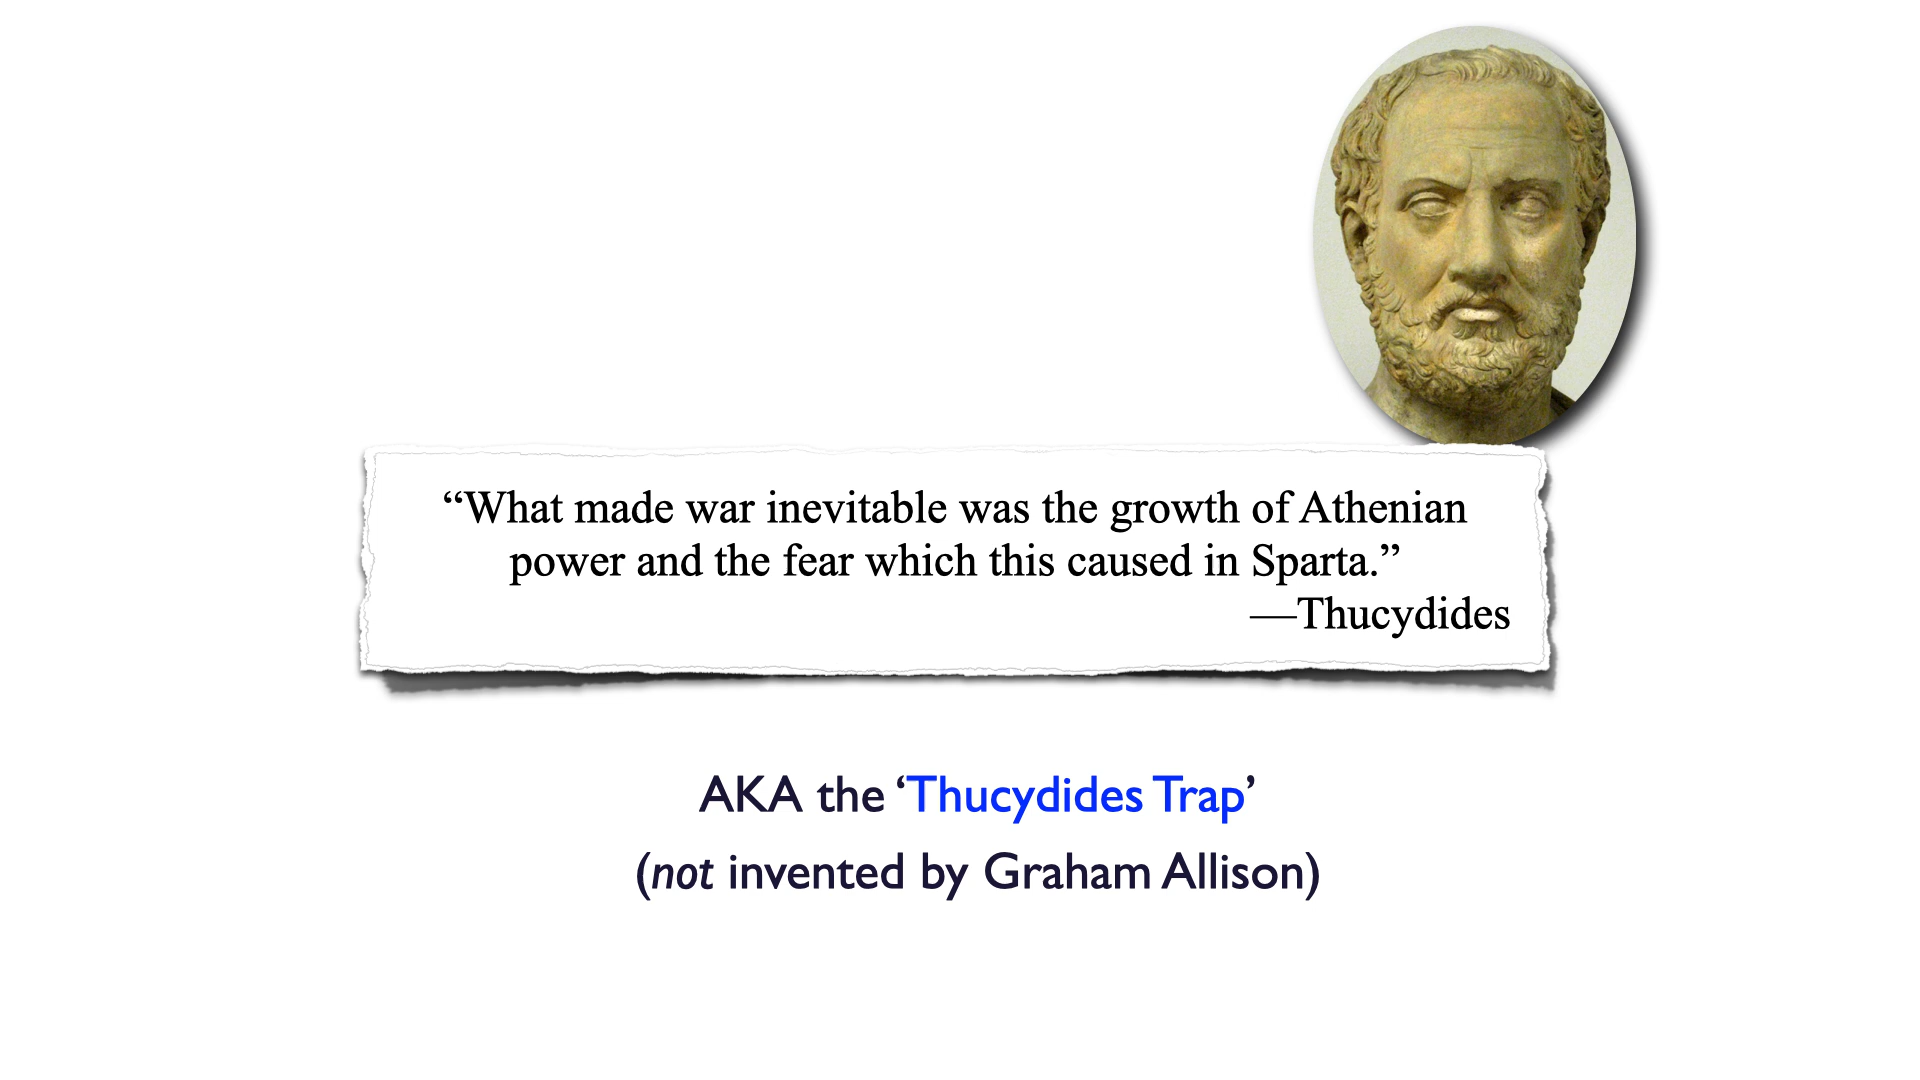 “What made war inevitable was the growth of Athenian
power and the fear which this caused in Sparta.”
—Thucydides
AKA the ‘Thucydides Trap’
(not invented by Graham Allison)